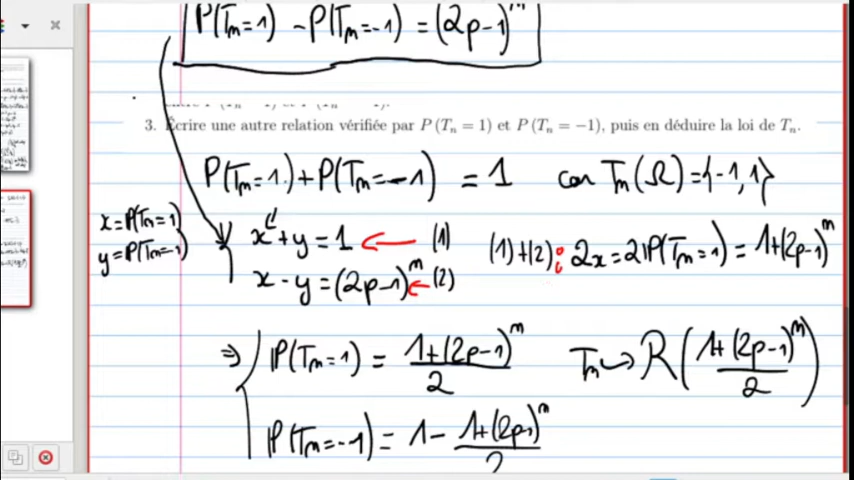 P(Tn=1) - P(Tn=-1) = (2p-1)^n
3. Écrire une autre relation vérifiée par P (Tn = 1) et P (Tn = −1), puis en déduire la loi de Tn.
P(Tn=1) + P(Tn=-1) = 1 car Tn(Ω) = {-1, 1}
x = P(Tn=1)
y = P(Tn=-1)
x + y = 1 ← (1)
x - y = (2p-1)^n ← (2)
(1)+(2) : 2x = 2P(Tn=1) = 1+(2p-1)^n
⇒ P(Tn=1) = (1+(2p-1)^n)/2
Tn ↪ R((1+(2p-1)^n)/2)
P(Tn=-1) = 1 - (1+(2p-1)^n)/2